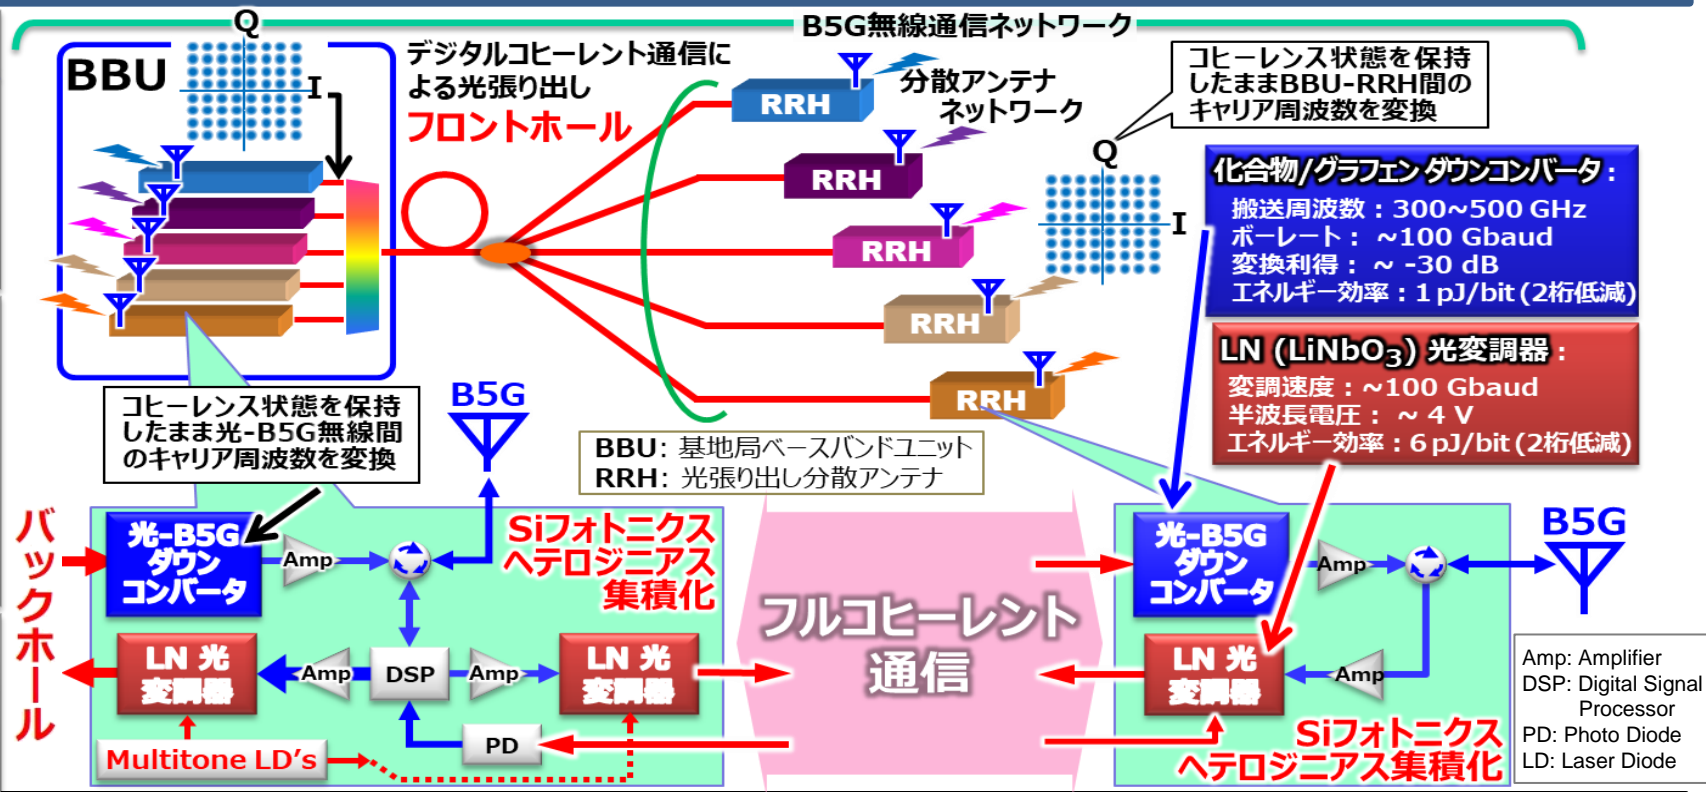 B5G無線通信ネットワーク
BBU
Q
I
デジタルコヒーレント通信に
よる光張り出し
フロントホール
RRH
RRH
RRH
RRH
RRH
分散アンテナ
ネットワーク
コヒーレンス状態を保持
したままBBU-RRH間の
キャリア周波数を変換
Q
I
化合物/グラフェン ダウンコンバータ：
搬送周波数：300~500 GHz
ボーレート： ~100 Gbaud
変換利得： ~ -30 dB
エネルギー効率：1 pJ/bit (2桁低減)
LN (LiNbO3) 光変調器：
変調速度：~100 Gbaud
半波長電圧： ~ 4 V
エネルギー効率：6 pJ/bit (2桁低減)
コヒーレンス状態を保持
したまま光-B5G無線間
のキャリア周波数を変換
B5G
BBU: 基地局ベースバンドユニット
RRH: 光張り出し分散アンテナ
バックホール
光-B5G
ダウン
コンバータ
Amp
Siフォトニクス
ヘテロジニアス
集積化
LN 光
変調器
Amp
DSP
Amp
LN 光
変調器
Multitone LD's
PD
フルコヒーレント
通信
光-B5G
ダウン
コンバータ
Amp
B5G
LN 光
変調器
Amp
Siフォトニクス
ヘテロジニアス集積化
Amp: Amplifier
DSP: Digital Signal
Processor
PD: Photo Diode
LD: Laser Diode